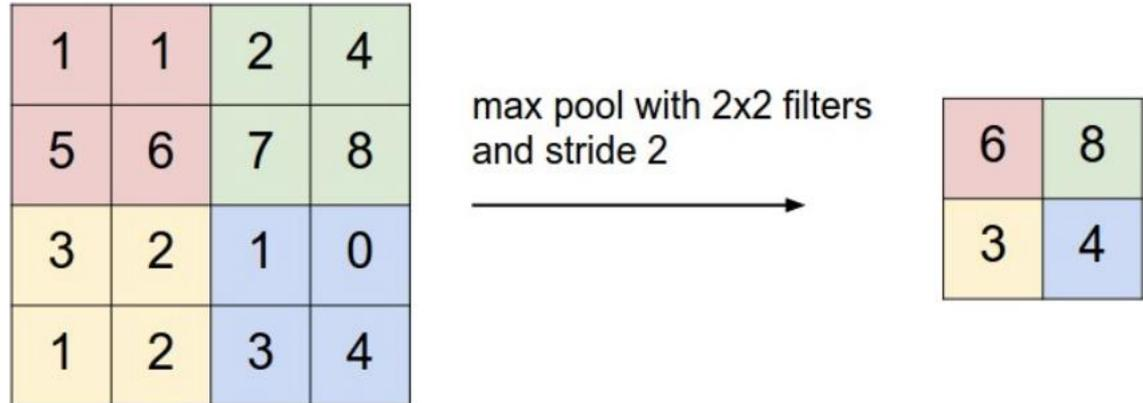 1 1 2 4
max pool with 2x2 filters
and stride 2
5 6 7 8
6 8
3 2 1 0
3 4
1 2 3 4